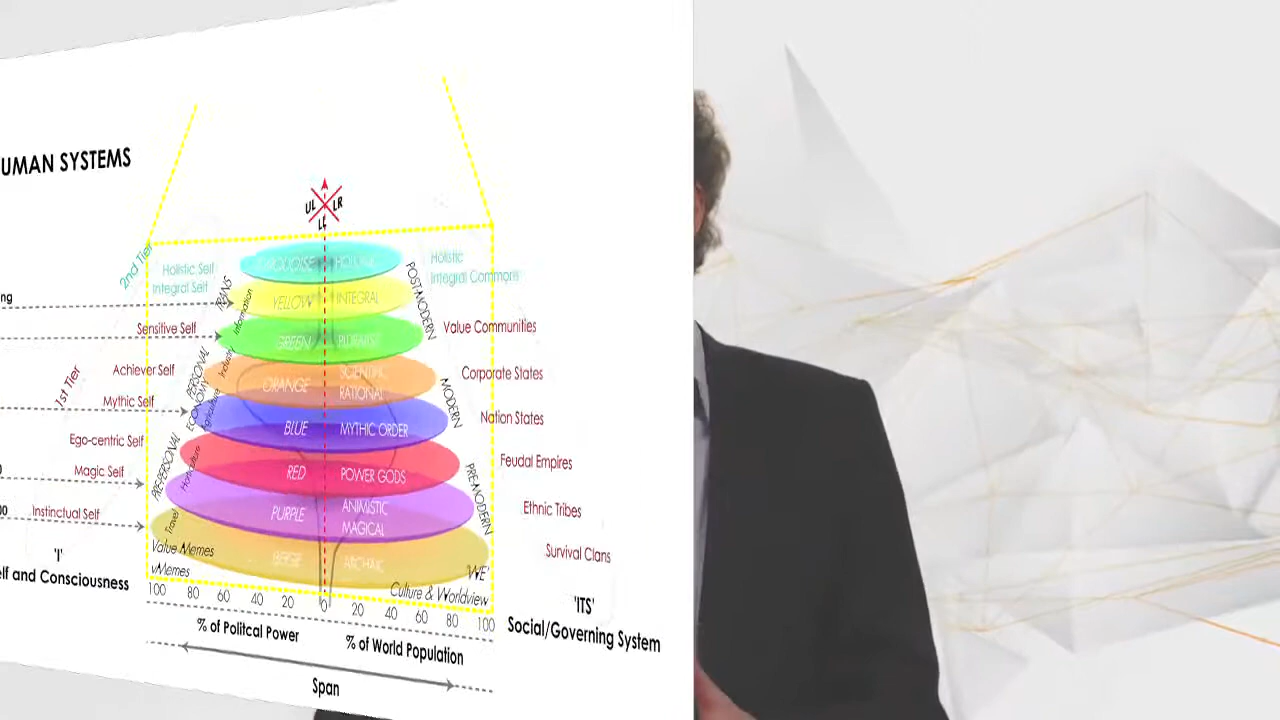 UMAN SYSTEMS
UL LR
LL
2nd Tier
Holistic Self
Integral Self
TRANS
Information
TURQUOISE HOLONIC
POST-MODERN
Holistic
Integral Commons
ng
YELLOW INTEGRAL
Sensitive Self
GREEN PLURALIST
Value Communities
1st Tier
Achiever Self
PERSONAL
Industry
ORANGE
SCIENTIFIC
RATIONAL
MODERN
Corporate States
Mythic Self
BLUE MYTHIC ORDER
Nation States
Ego-centric Self
Magic Self
PRE-PERSONAL
Horticulture
RED POWER GODS
PRE-MODERN
Feudal Empires
0
00
Instinctual Self
Travel
PURPLE
ANIMISTIC
MAGICAL
Ethnic Tribes
'I'
elf and Consciousness
Value Memes
vMemes
BEIGE ARCHAIC
'WE'
Culture & Worldview
Survival Clans
100 80 60 40 20 0 20 40 60 80 100
% of Politcal Power
% of World Population
'ITS'
Social/Governing System
Span